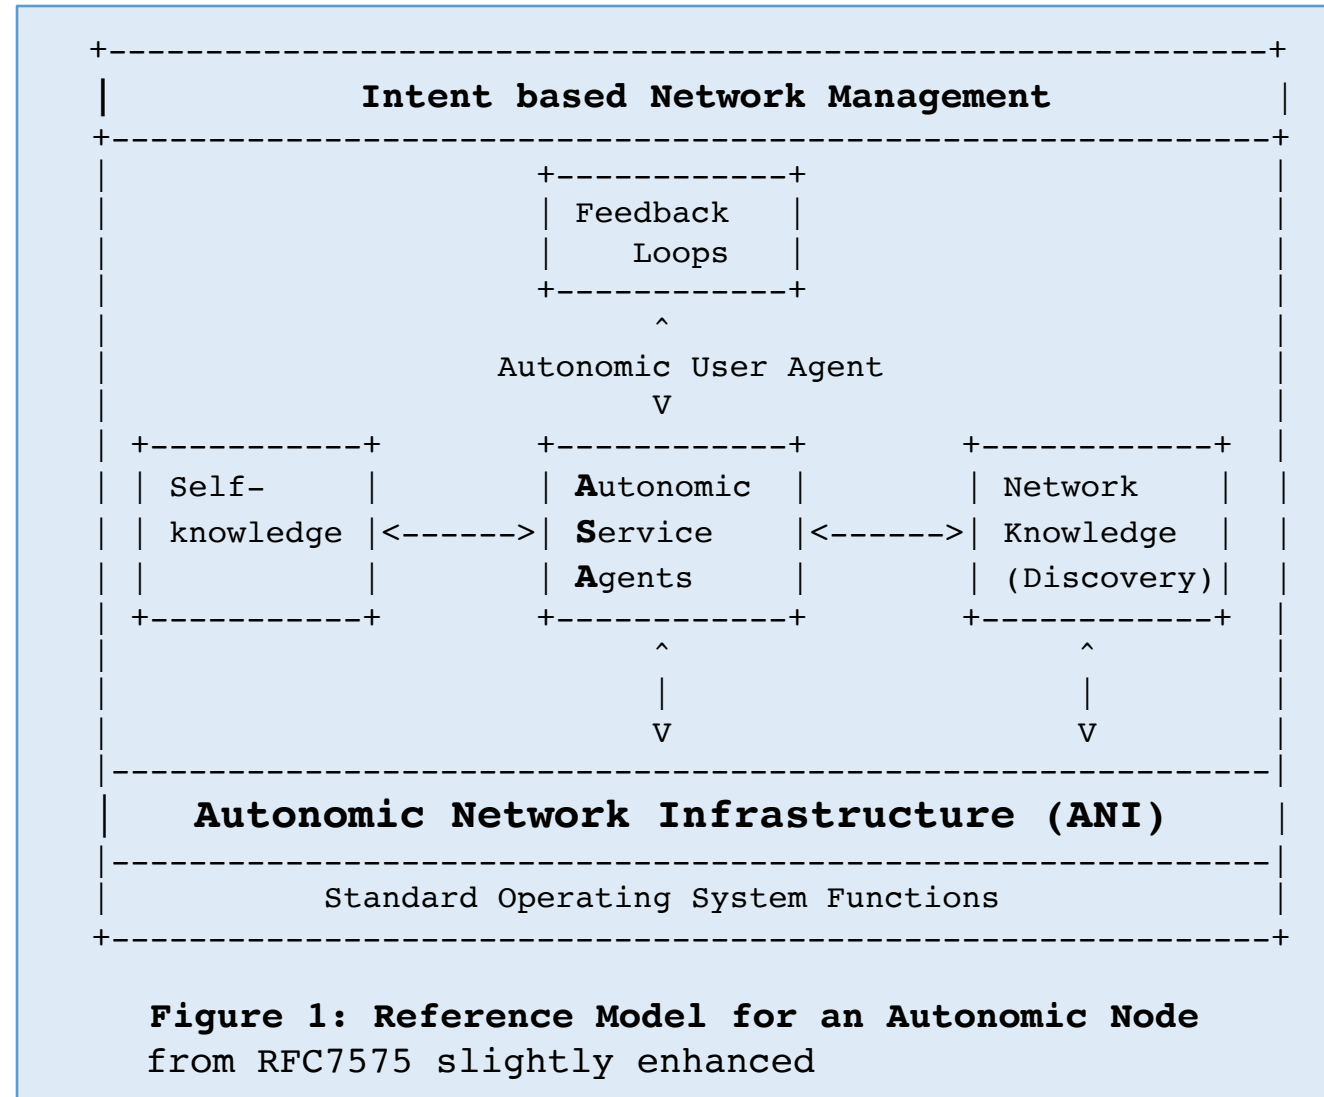 +------------------------------------------------------------+
|             Intent based Network Management            |
+------------------------------------------------------------+
|                      +------------+                        |
|                      | Feedback   |                        |
|                      |    Loops   |                        |
|                      +------------+                        |
|                            ^                               |
|                    Autonomic User Agent                    |
|                            V                               |
| +-----------+        +------------+        +------------+  |
| | Self-     |        | Autonomic  |        | Network    |  |
| | knowledge |<------>| Service    |<------>| Knowledge  |  |
| |           |        | Agents     |        | (Discovery)|  |
| +-----------+        +------------+        +------------+  |
|                            ^                     ^         |
|                            |                     |         |
|                            V                     V         |
|------------------------------------------------------------|
|    Autonomic Network Infrastructure (ANI)     |
|------------------------------------------------------------|
|           Standard Operating System Functions              |
+------------------------------------------------------------+
Figure 1: Reference Model for an Autonomic Node
from RFC7575 slightly enhanced